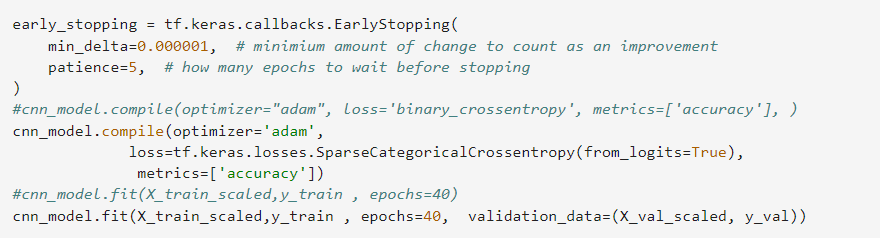 early_stopping = tf.keras.callbacks.EarlyStopping(
    min_delta=0.000001,  # minimium amount of change to count as an improvement
    patience=5,  # how many epochs to wait before stopping
)
#cnn_model.compile(optimizer="adam", loss='binary_crossentropy', metrics=['accuracy'], )
cnn_model.compile(optimizer='adam',
              loss=tf.keras.losses.SparseCategoricalCrossentropy(from_logits=True),
               metrics=['accuracy'])
#cnn_model.fit(X_train_scaled,y_train , epochs=40)
cnn_model.fit(X_train_scaled,y_train , epochs=40,  validation_data=(X_val_scaled, y_val))